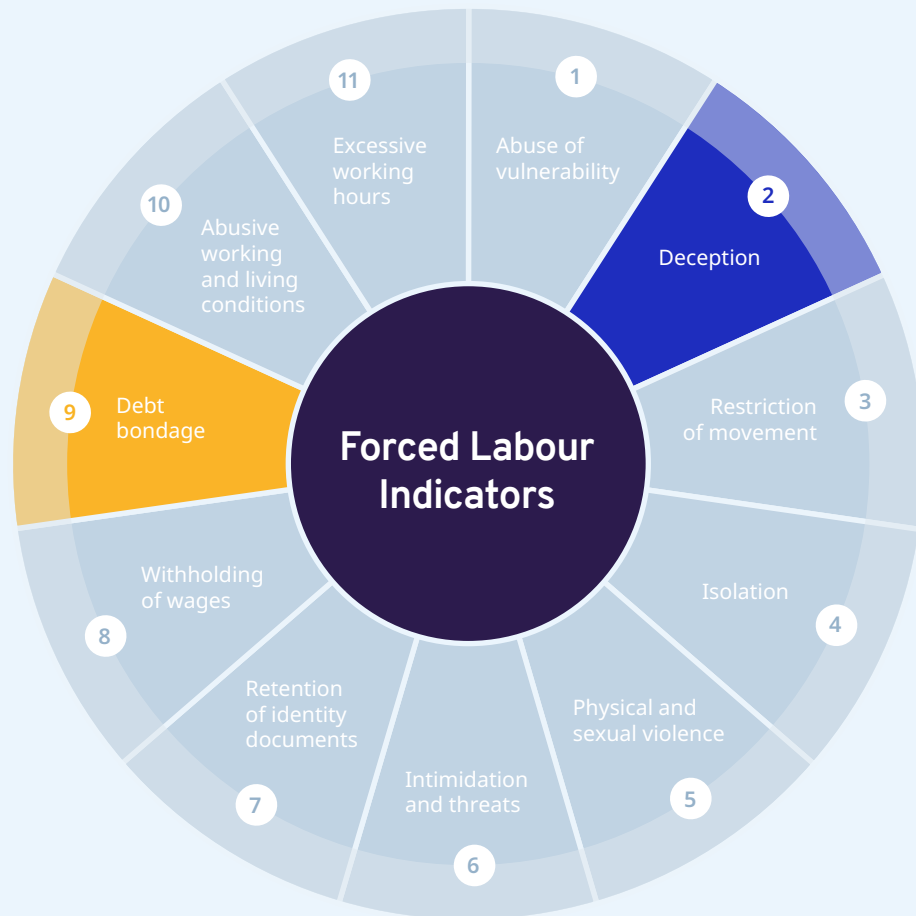 Forced Labour
Indicators
1
Abuse of
vulnerability
2
Deception
3
Restriction
of movement
4
Isolation
5
Physical and
sexual violence
6
Intimidation
and threats
7
Retention
of identity
documents
8
Withholding
of wages
9
Debt
bondage
10
Abusive
working
and living
conditions
11
Excessive
working
hours